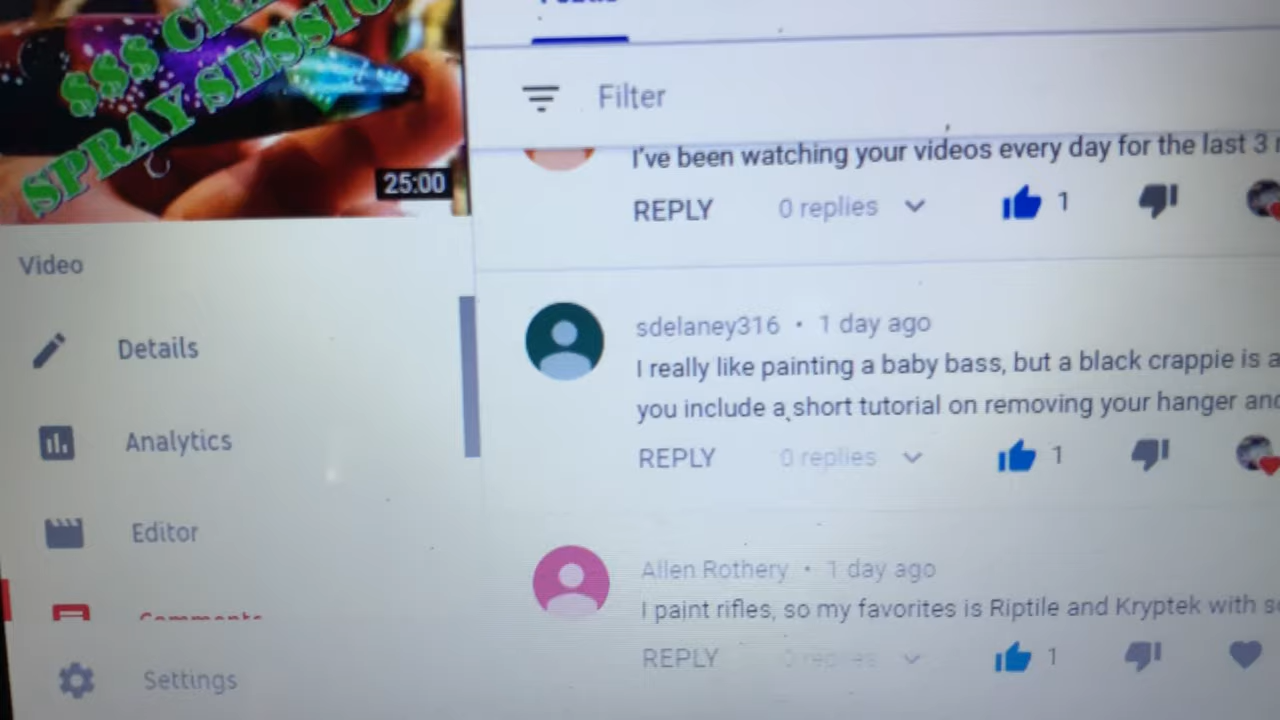 $$$
SPRAY SESSIO
25:00
Video
Details
Analytics
Editor
Comments
Settings
Filter
I've been watching your videos every day for the last 3
REPLY 0 replies 1
sdelaney316 • 1 day ago
I really like painting a baby bass, but a black crappie is a
you include a short tutorial on removing your hanger and
REPLY 0 replies 1
Allen Rothery • 1 day ago
I paint rifles, so my favorites is Riptile and Kryptek with
REPLY 0 replies 1